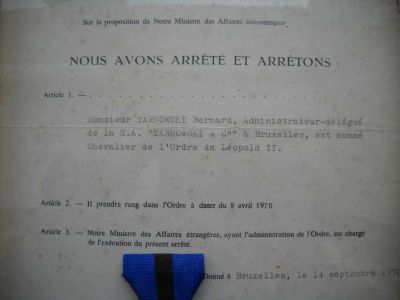 Sur la proposition de Notre Ministre des Affaires économiques,
NOUS AVONS ARRÊTÉ ET ARRÊTONS :
Article 1. — . . . . . . . . . . . . . . . . . . . .
Monsieur TARNOWSKI Bernard, Administrateur-délégué
de la S.A. "TARNOWSKI & C°" à Bruxelles, est nommé
Chevalier de l'Ordre de Léopold II.
Article 2. — Il prendra rang dans l'Ordre à dater du 8 avril 1970
Article 3. — Notre Ministre des Affaires étrangères, ayant l'administration de l'Ordre, est chargé
de l'exécution du présent arrêté.
Donné à Bruxelles, le 14 septembre 1970